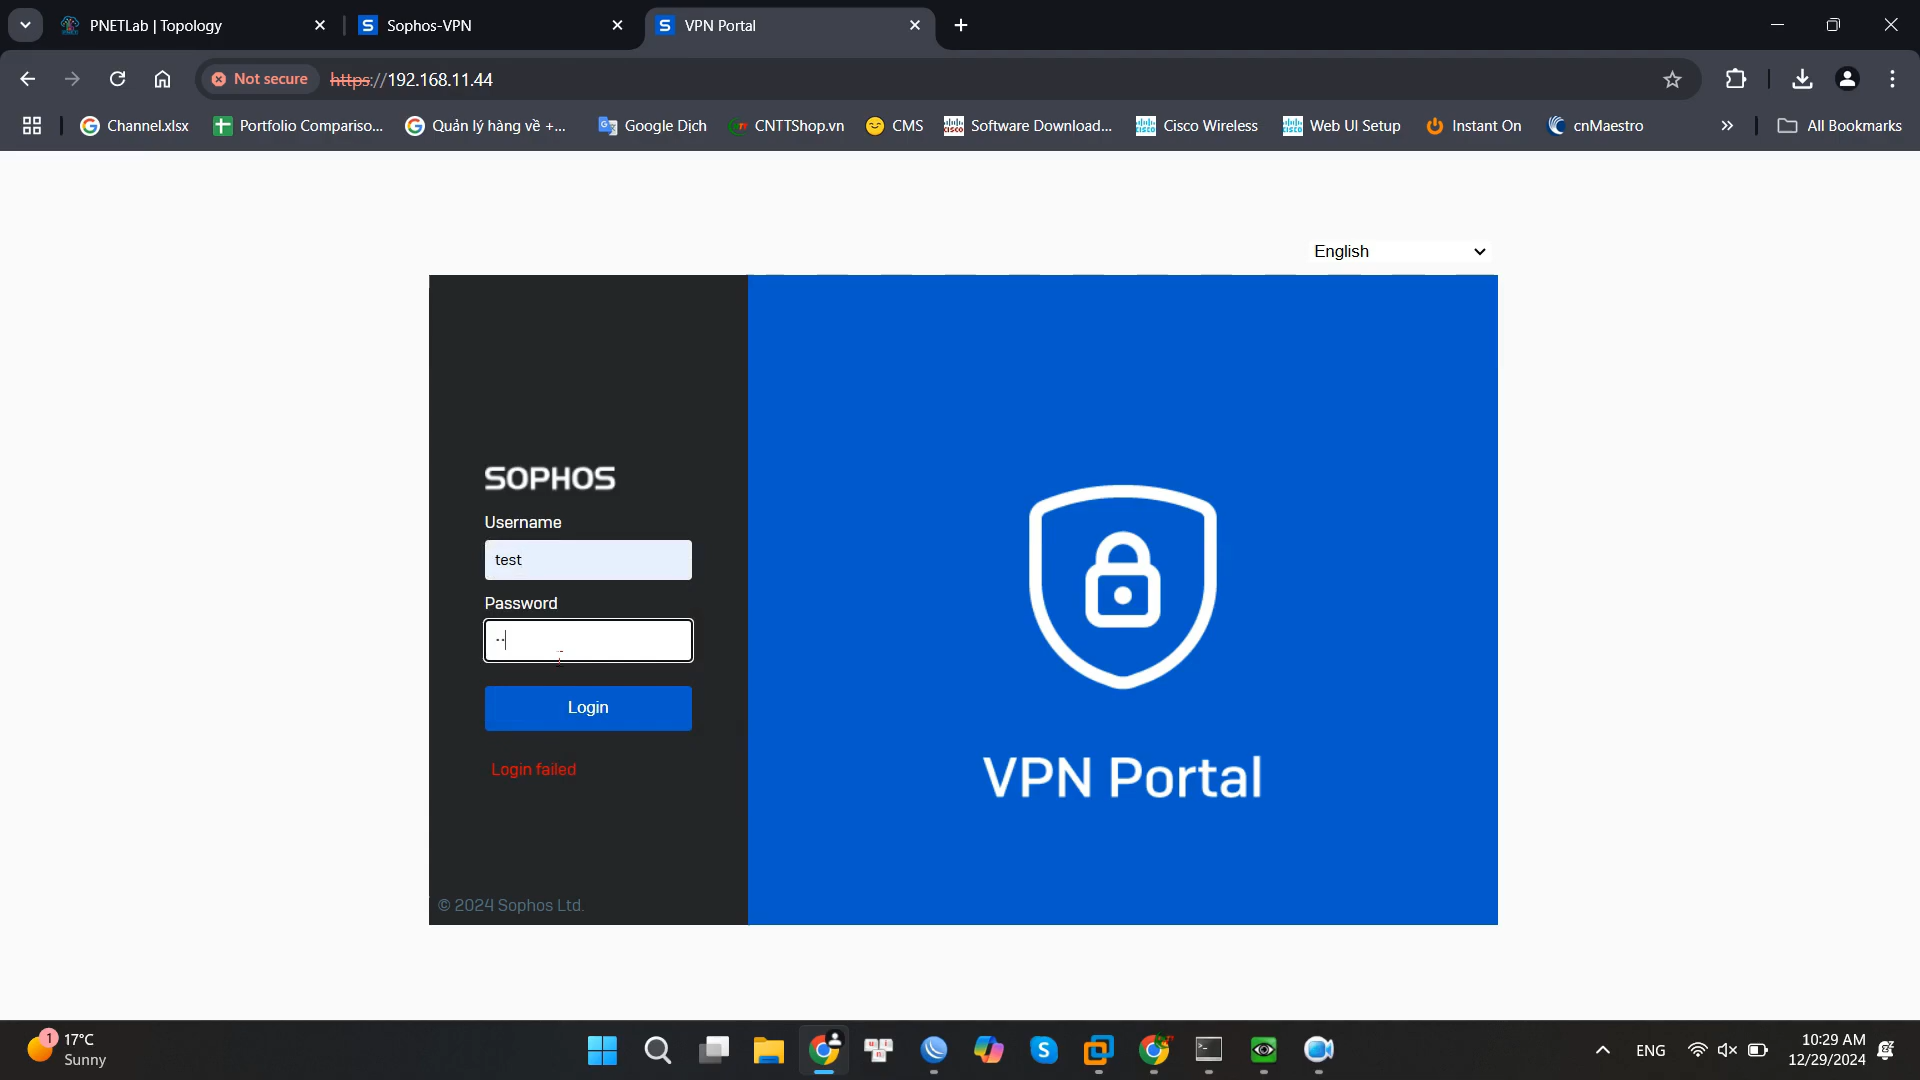 PNETLab | Topology
Sophos-VPN
VPN Portal
Not secure
https://192.168.11.44
Channel.xlsx
Portfolio Compariso...
Quản lý hàng về +...
Google Dịch
CNTTShop.vn
CMS
Software Download...
Cisco Wireless
Web UI Setup
Instant On
cnMaestro
All Bookmarks
English
SOPHOS
Username
test
Password
Login
Login failed
VPN Portal
© 2024 Sophos Ltd.
1
17°C
Sunny
ENG
10:29 AM
12/29/2024